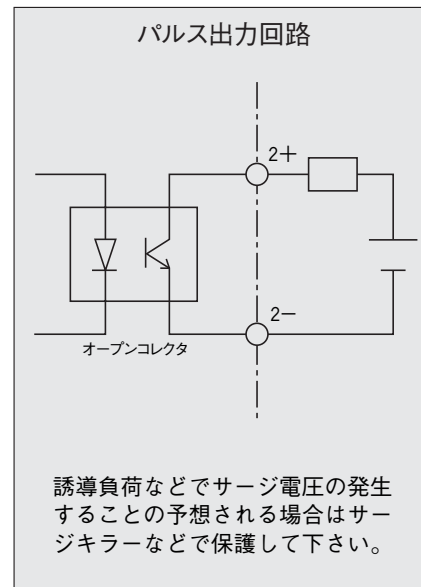 パルス出力回路
2+
2−
オープンコレクタ
誘導負荷などでサージ電圧の発生
することの予想される場合はサー
ジキラーなどで保護して下さい。